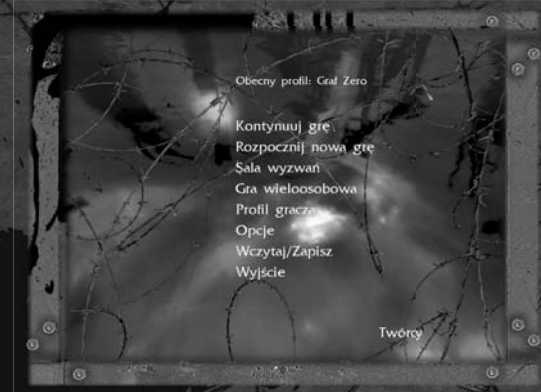 Obecny profil: Graf Zero
Kontynuuj grę
Rozpocznij nowa grę
Sala wyzwań
Gra wieloosobowa
Profil gracza
Opcje
Wczytaj/Zapisz
Wyjście
Twórcy